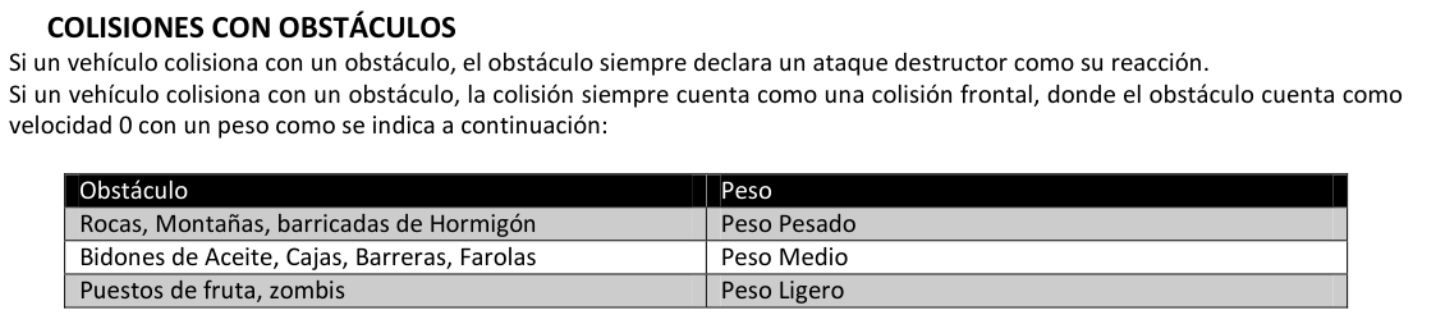 COLISIONES CON OBSTÁCULOS
Si un vehículo colisiona con un obstáculo, el obstáculo siempre declara un ataque destructor como su reacción.
Si un vehículo colisiona con un obstáculo, la colisión siempre cuenta como una colisión frontal, donde el obstáculo cuenta como
velocidad 0 con un peso como se indica a continuación:
Obstáculo Peso
Rocas, Montañas, barricadas de Hormigón Peso Pesado
Bidones de Aceite, Cajas, Barreras, Farolas Peso Medio
Puestos de fruta, zombis Peso Ligero